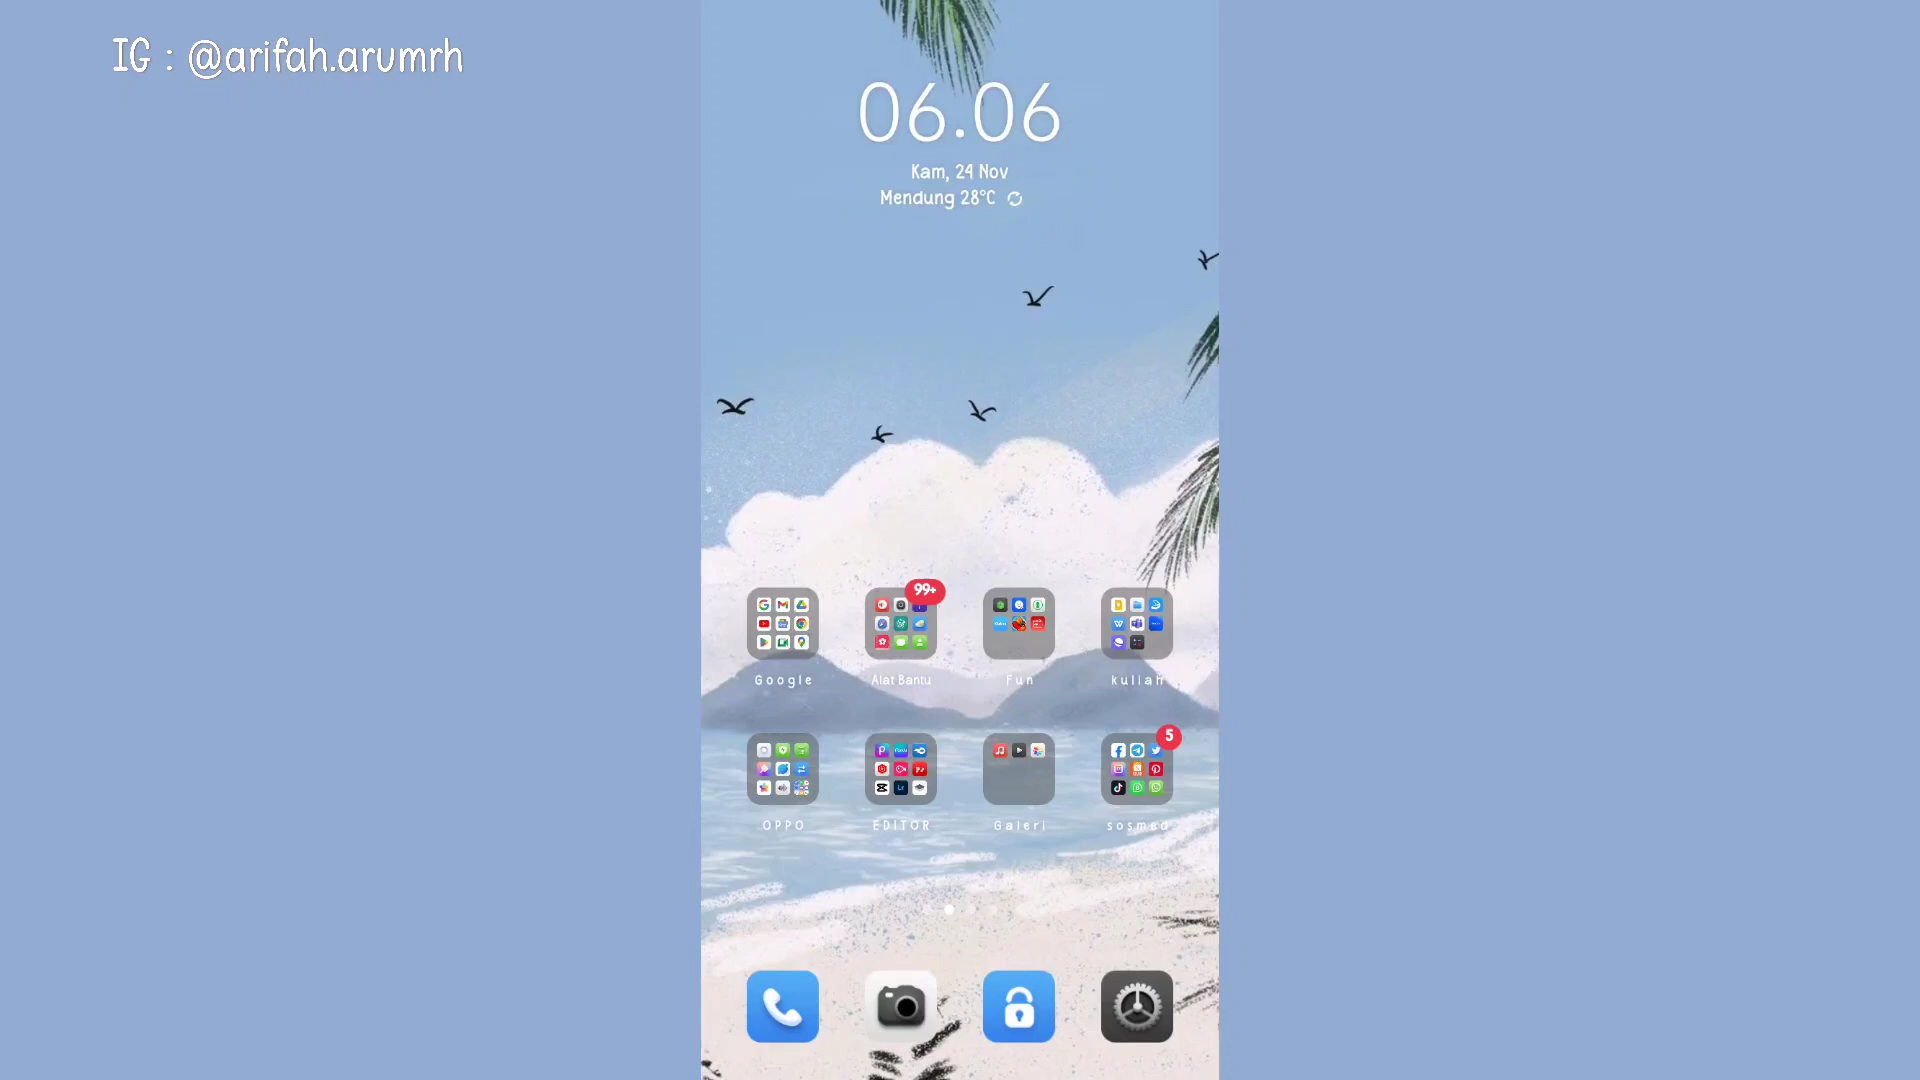 IG : @arifah.arumrh
06.06
Kam, 24 Nov
Mendung 28°C
99+
Google
Alat Bantu
Fun
kuliah
5
OPPO
EDITOR
Galeri
sosmed